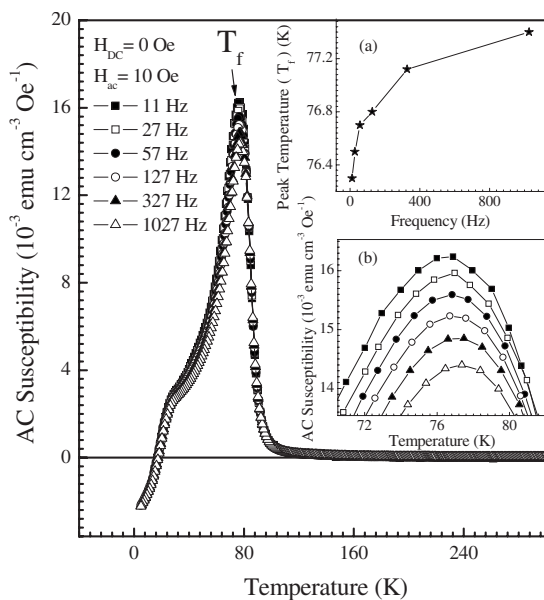 H_DC = 0 Oe
H_ac = 10 Oe
11 Hz
27 Hz
57 Hz
127 Hz
327 Hz
1027 Hz
T_f
AC Susceptibility (10⁻³ emu cm⁻³ Oe⁻¹)
20
16
12
8
4
0
0
80
160
240
Temperature (K)
(a)
Peak Temperature (T_f) (K)
77.2
76.8
76.4
0
400
800
Frequency (Hz)
(b)
AC Susceptibility (10⁻³ emu cm⁻³ Oe⁻¹)
16
15
14
72
76
80
Temperature (K)